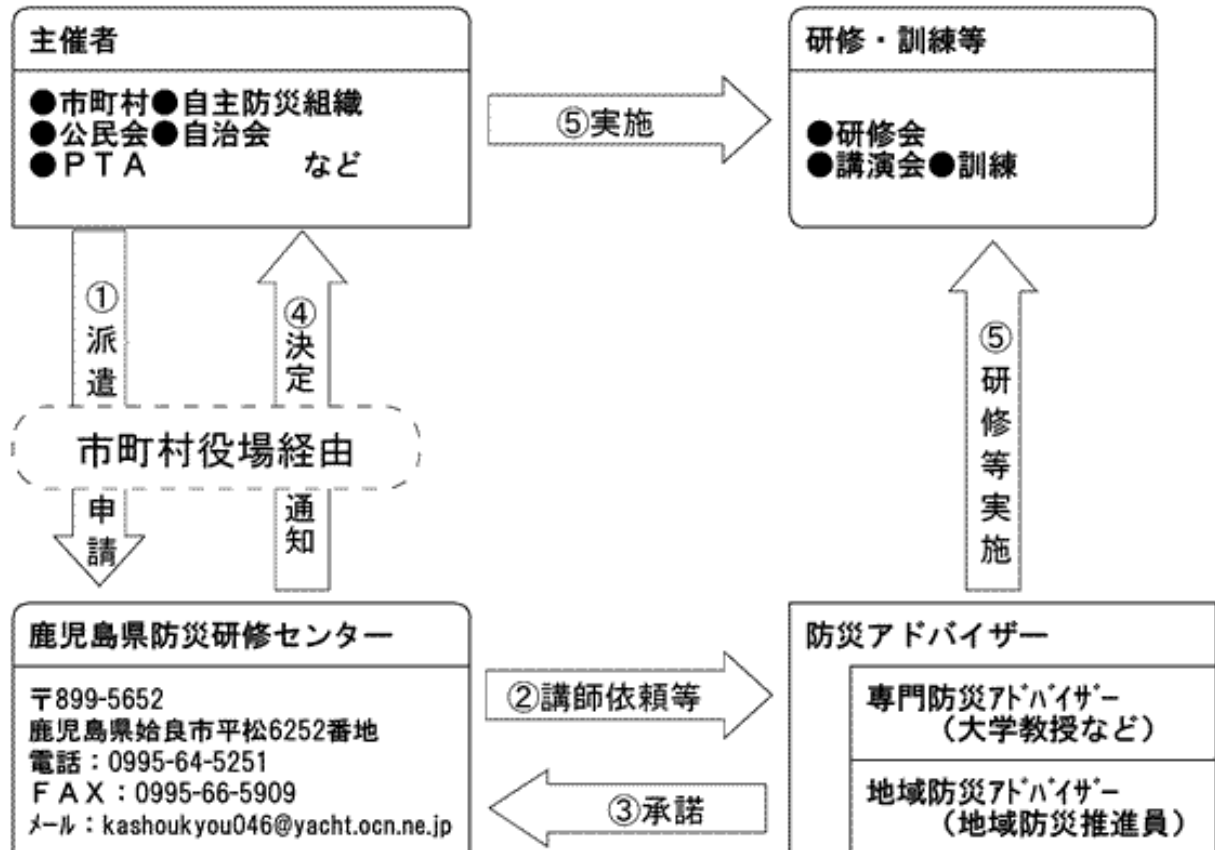 主催者
●市町村●自主防災組織
●公民会●自治会
●ＰＴＡ　　　　　など
⑤実施
研修・訓練等
●研修会
●講演会●訓練
①派遣申請
④決定通知
市町村役場経由
⑤研修等実施
鹿児島県防災研修センター
〒899-5652
鹿児島県姶良市平松6252番地
電話：0995-64-5251
ＦＡＸ：0995-66-5909
ﾒｰﾙ：kashoukyou046@yacht.ocn.ne.jp
②講師依頼等
③承諾
防災アドバイザー
専門防災ｱﾄﾞﾊﾞｲｻﾞｰ
（大学教授など）
地域防災ｱﾄﾞﾊﾞｲｻﾞｰ
（地域防災推進員）